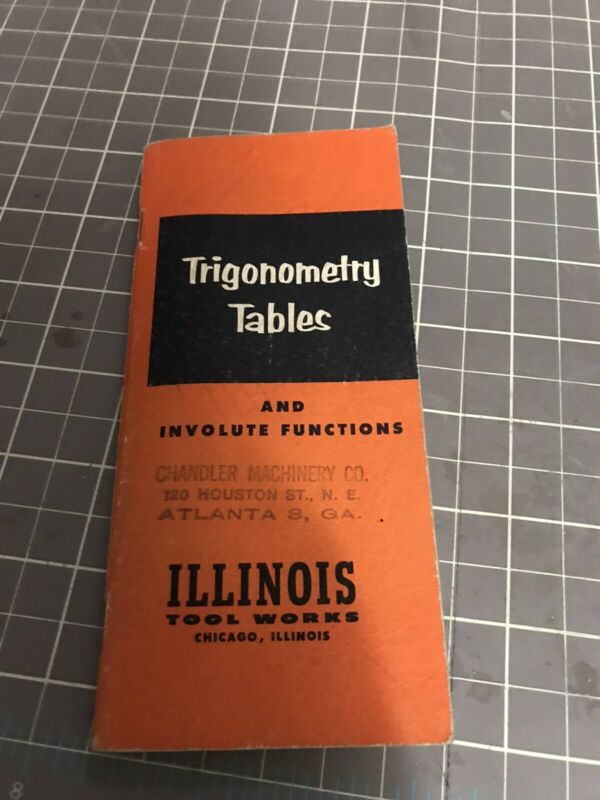 Trigonometry
Tables
AND
INVOLUTE FUNCTIONS
CHANDLER MACHINERY CO.
120 HOUSTON ST., N. E.
ATLANTA 3, GA.
ILLINOIS
TOOL WORKS
CHICAGO, ILLINOIS
8